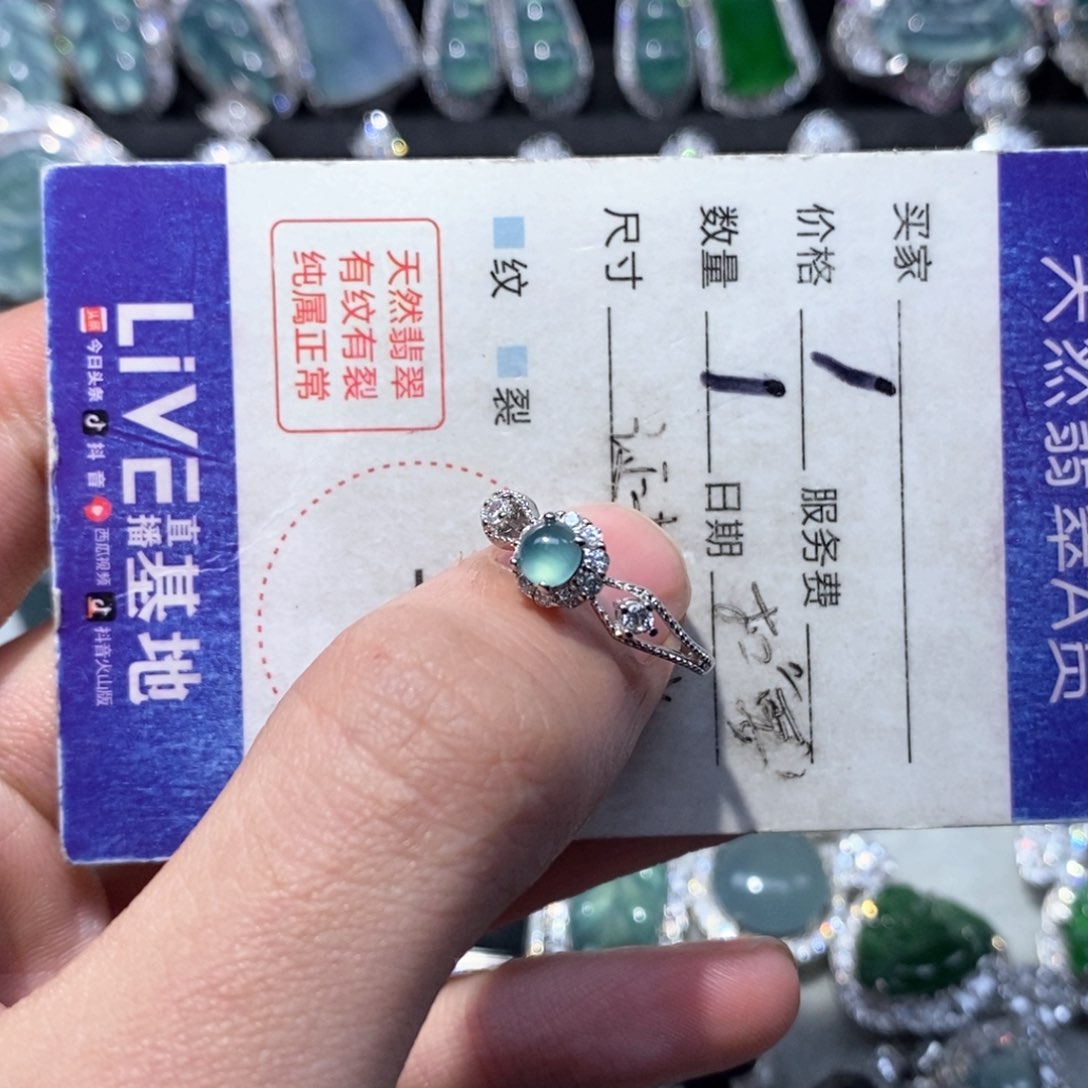 天然翡翠A货
买家
价格 1 服务费
数量 1 日期
尺寸
纹 裂
天然翡翠
有纹有裂
纯属正常
LiVE 直播基地
今日头条 抖音 西瓜视频 抖音火山版